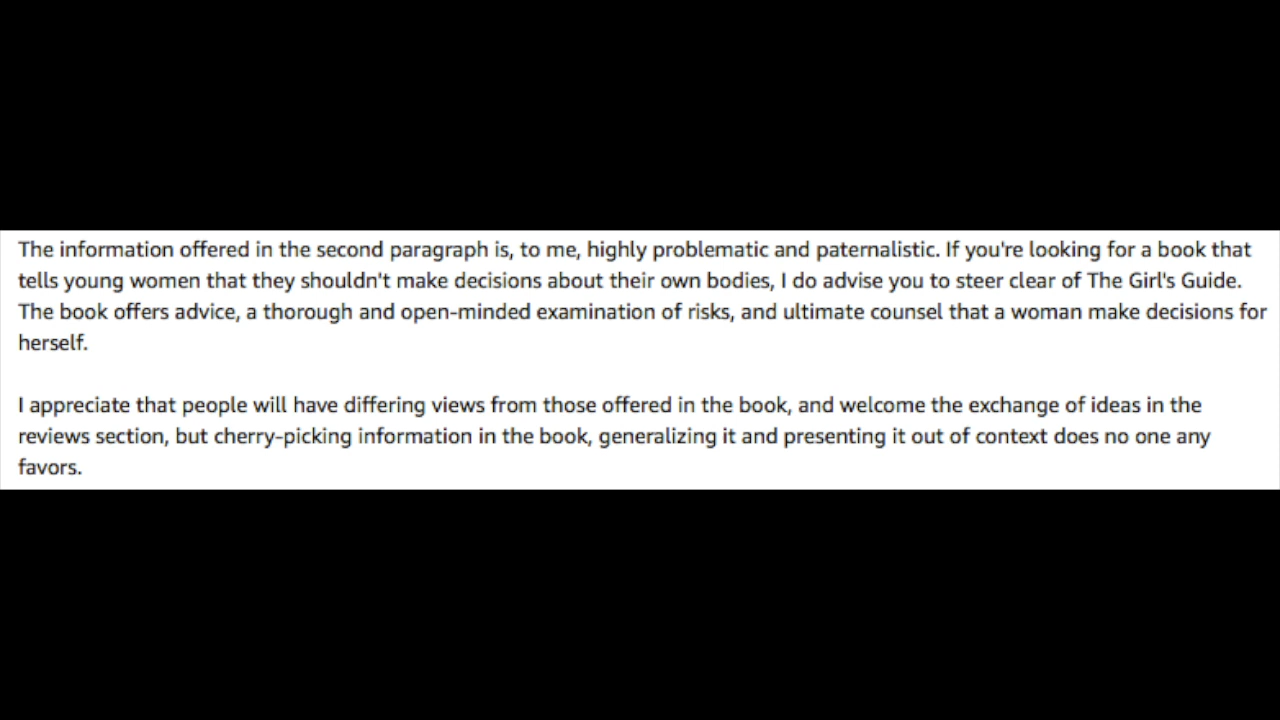 The information offered in the second paragraph is, to me, highly problematic and paternalistic. If you're looking for a book that
tells young women that they shouldn't make decisions about their own bodies, I do advise you to steer clear of The Girl's Guide.
The book offers advice, a thorough and open-minded examination of risks, and ultimate counsel that a woman make decisions for
herself.
I appreciate that people will have differing views from those offered in the book, and welcome the exchange of ideas in the
reviews section, but cherry-picking information in the book, generalizing it and presenting it out of context does no one any
favors.